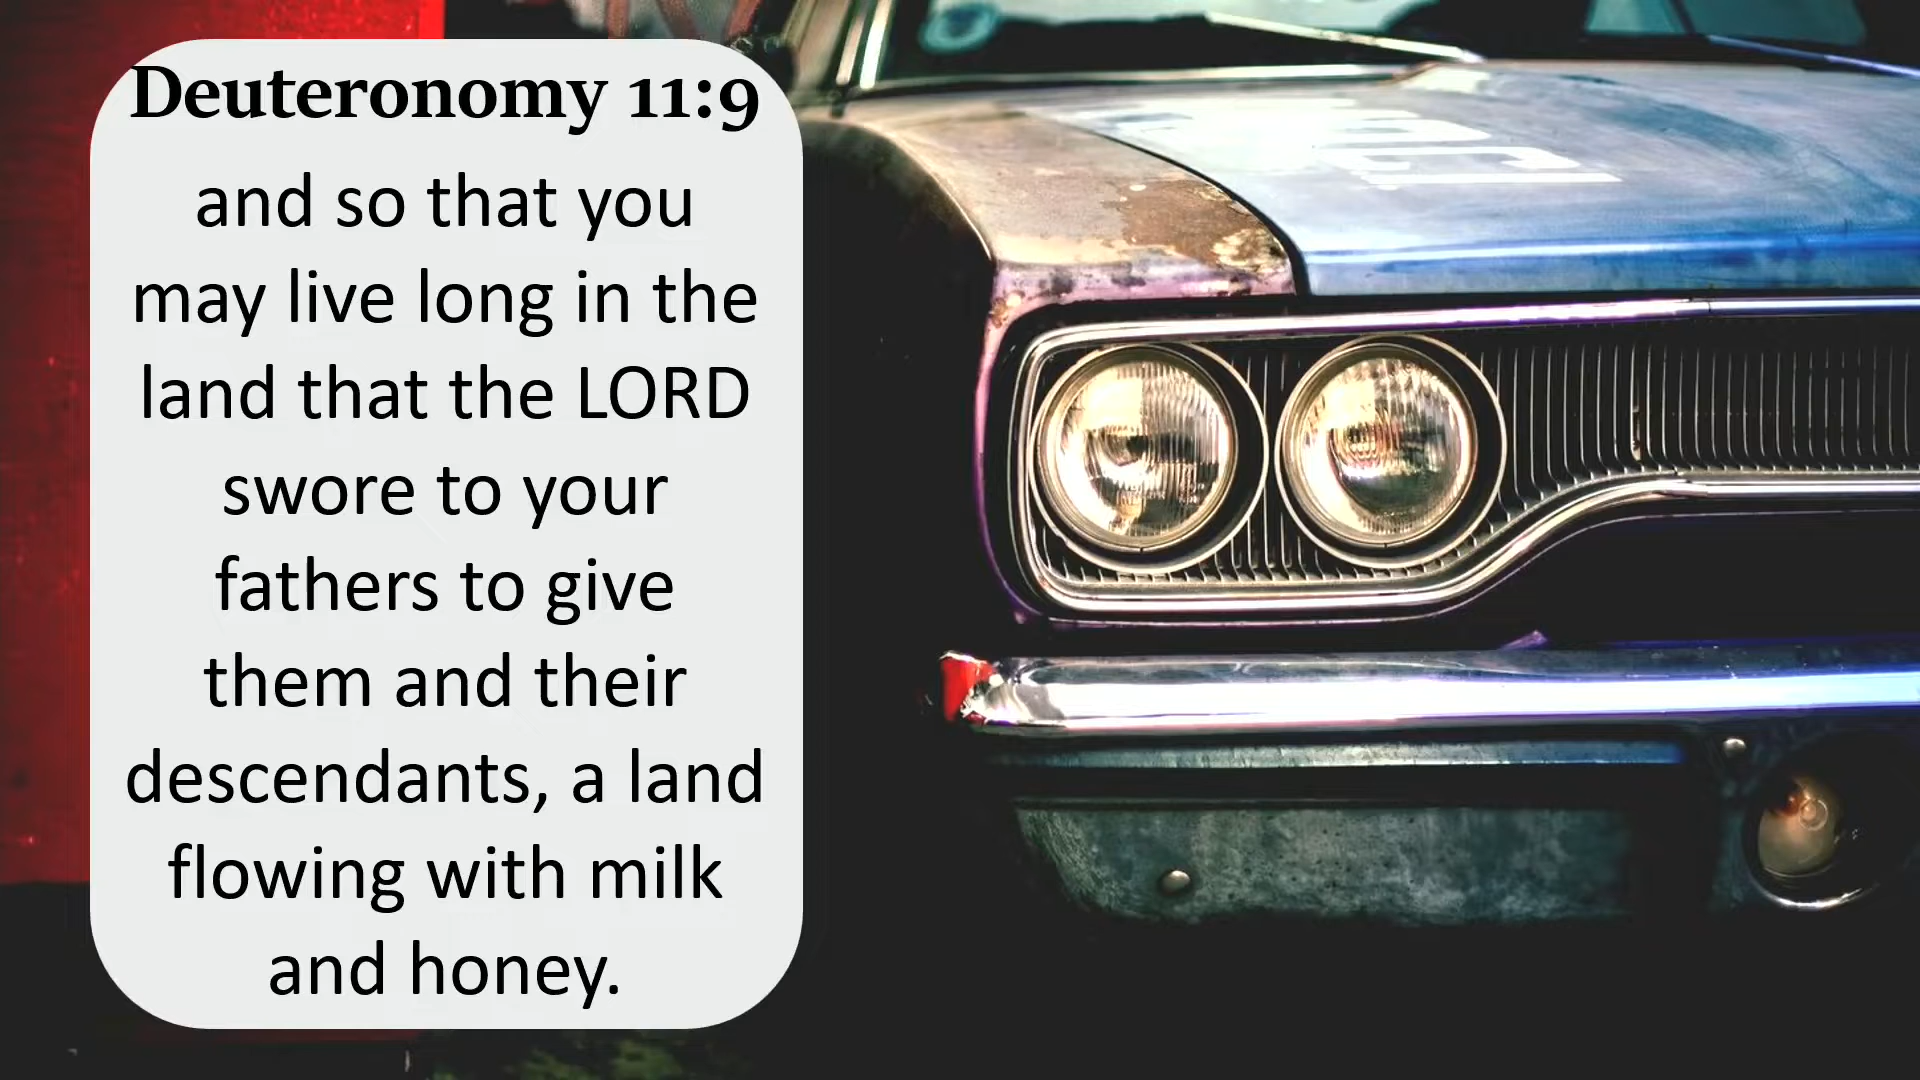 Deuteronomy 11:9
and so that you
may live long in the
land that the LORD
swore to your
fathers to give
them and their
descendants, a land
flowing with milk
and honey.